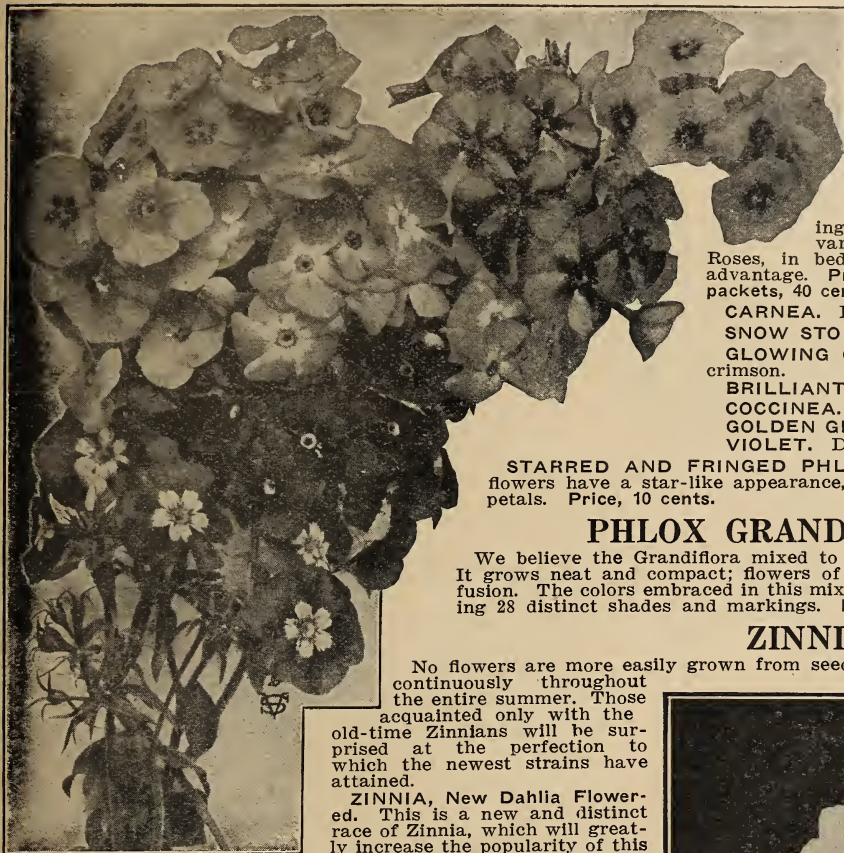 ing
var
Roses, in bed
advantage. Pr
packets, 40 cen
CARNEA.
SNOW STO
GLOWING
crimson.
BRILLIANT
COCCINEA.
GOLDEN GE
VIOLET. D
STARRED AND FRINGED PHL
flowers have a star-like appearance,
petals. Price, 10 cents.
PHLOX GRAND
We believe the Grandiflora mixed to
It grows neat and compact; flowers of
fusion. The colors embraced in this mix
ing 28 distinct shades and markings.
ZINNI
No flowers are more easily grown from seed
continuously throughout
the entire summer. Those
acquainted only with the
old-time Zinnians will be sur-
prised at the perfection to
which the newest strains have
attained.
ZINNIA, New Dahlia Flower-
ed. This is a new and distinct
race of Zinnia, which will great-
ly increase the popularity of this